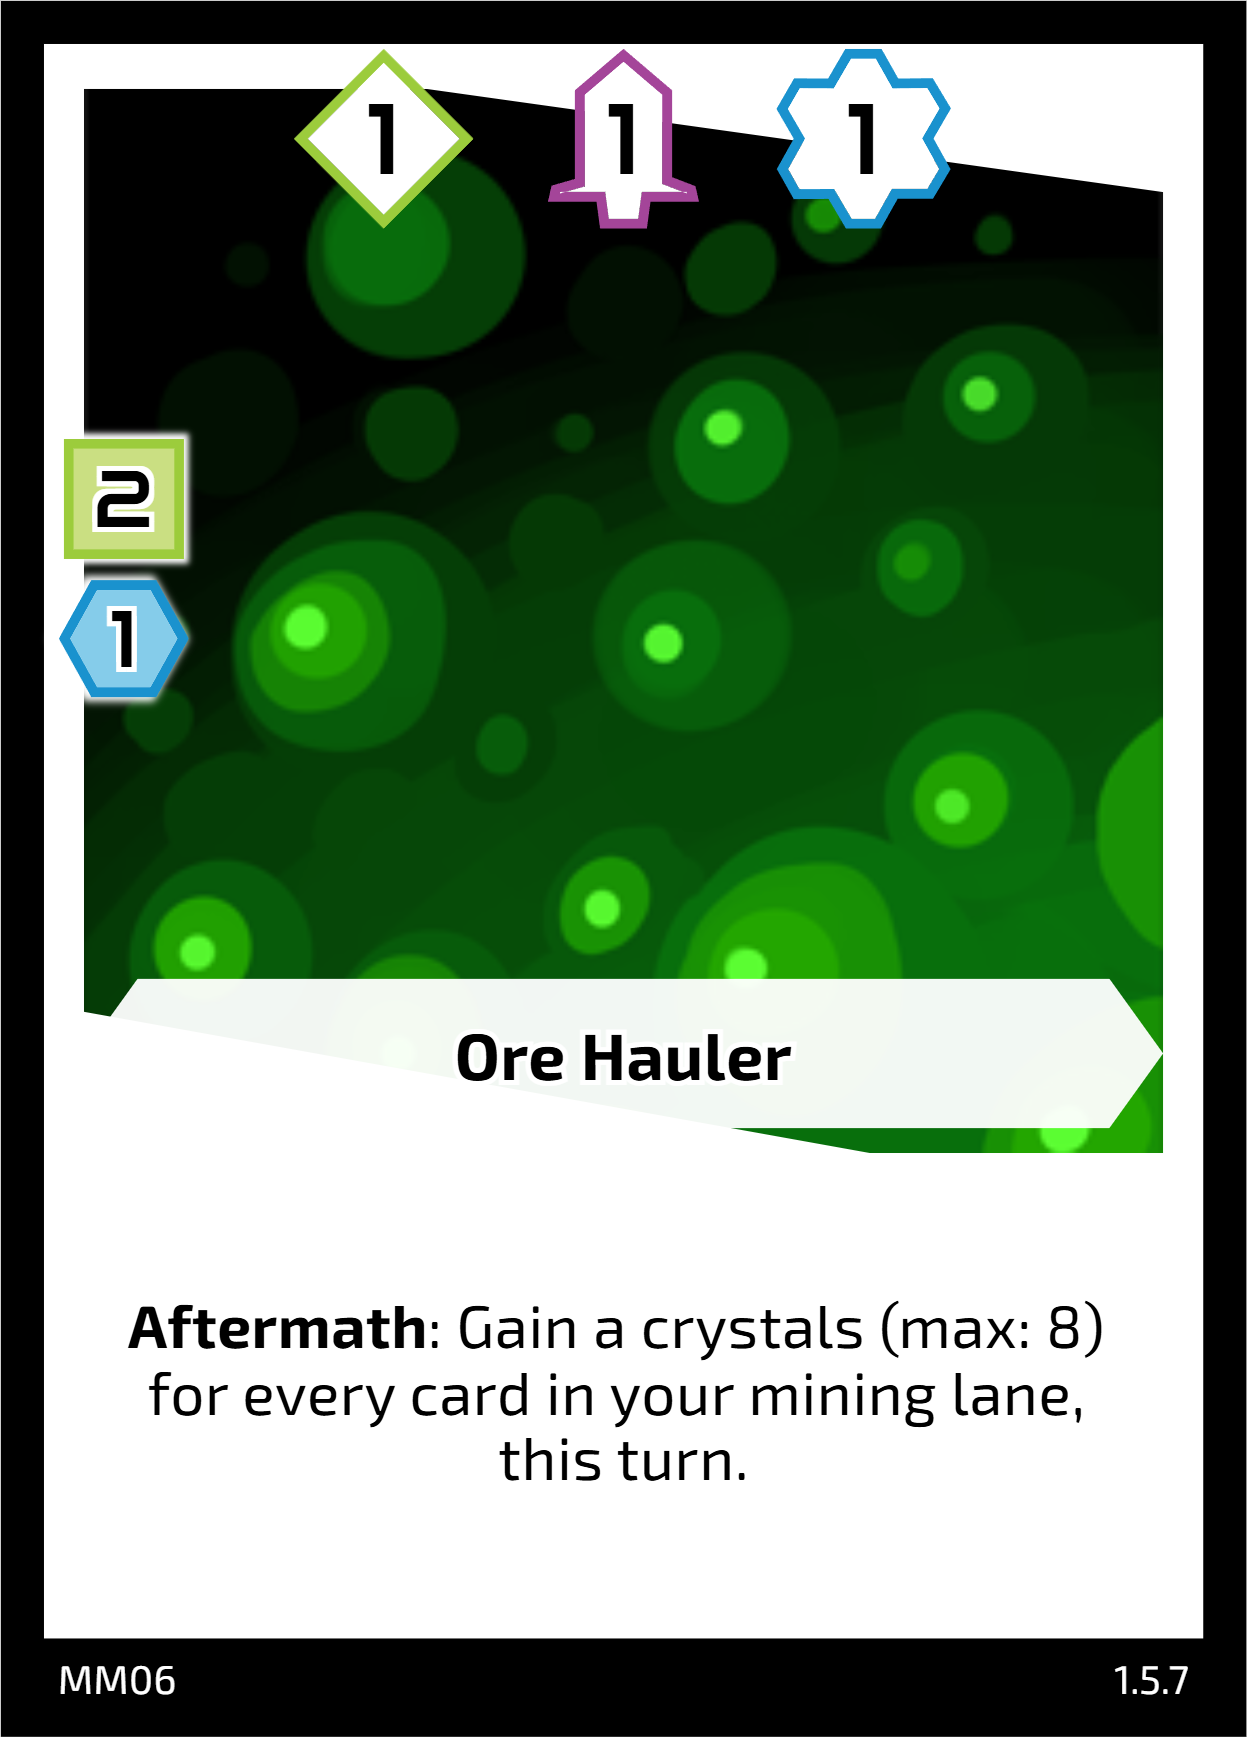 1 1 1
2
1
Ore Hauler
Aftermath: Gain a crystals (max: 8)
for every card in your mining lane,
this turn.
MM06 1.5.7